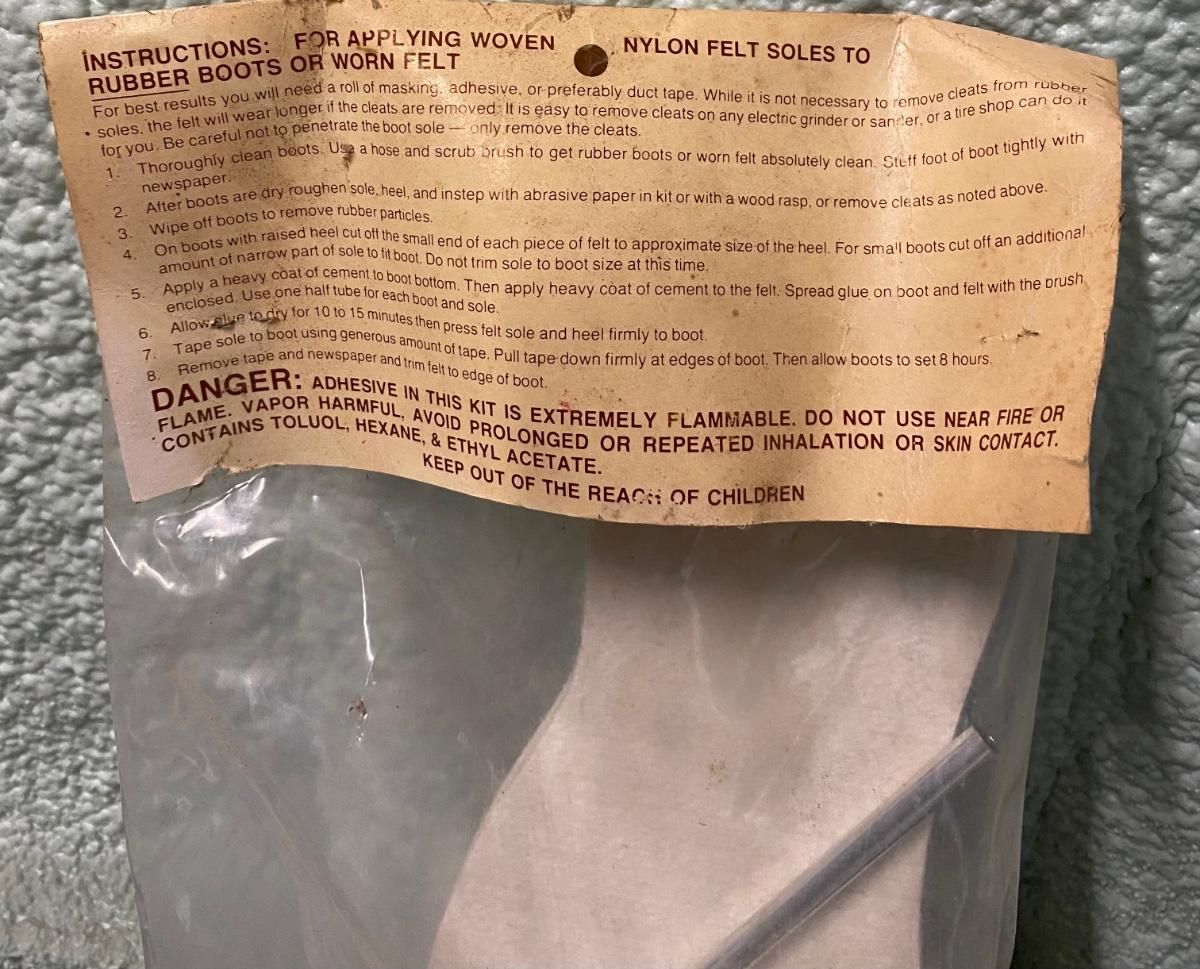 INSTRUCTIONS: FOR APPLYING WOVEN NYLON FELT SOLES TO
RUBBER BOOTS OR WORN FELT
For best results you will need a roll of masking, adhesive, or preferably duct tape. While it is not necessary to remove cleats from rubber
soles, the felt will wear longer if the cleats are removed. It is easy to remove cleats on any electric grinder or sander, or a tire shop can do it
for you. Be careful not to penetrate the boot sole — only remove the cleats.
1. Thoroughly clean boots. Use a hose and scrub brush to get rubber boots or worn felt absolutely clean. Stuff foot of boot tightly with
newspaper.
2. After boots are dry roughen sole, heel, and instep with abrasive paper in kit or with a wood rasp, or remove cleats as noted above.
3. Wipe off boots to remove rubber particles.
4. On boots with raised heel cut off the small end of each piece of felt to approximate size of the heel. For small boots cut off an additional
amount of narrow part of sole to fit boot. Do not trim sole to boot size at this time.
5. Apply a heavy coat of cement to boot bottom. Then apply heavy coat of cement to the felt. Spread glue on boot and felt with the brush
enclosed. Use one half tube for each boot and sole.
6. Allow glue to dry for 10 to 15 minutes then press felt sole and heel firmly to boot.
7. Tape sole to boot using generous amount of tape. Pull tape down firmly at edges of boot. Then allow boots to set 8 hours.
8. Remove tape and newspaper and trim felt to edge of boot.
DANGER: ADHESIVE IN THIS KIT IS EXTREMELY FLAMMABLE. DO NOT USE NEAR FIRE OR
FLAME. VAPOR HARMFUL, AVOID PROLONGED OR REPEATED INHALATION OR SKIN CONTACT.
CONTAINS TOLUOL, HEXANE, & ETHYL ACETATE.
KEEP OUT OF THE REACH OF CHILDREN